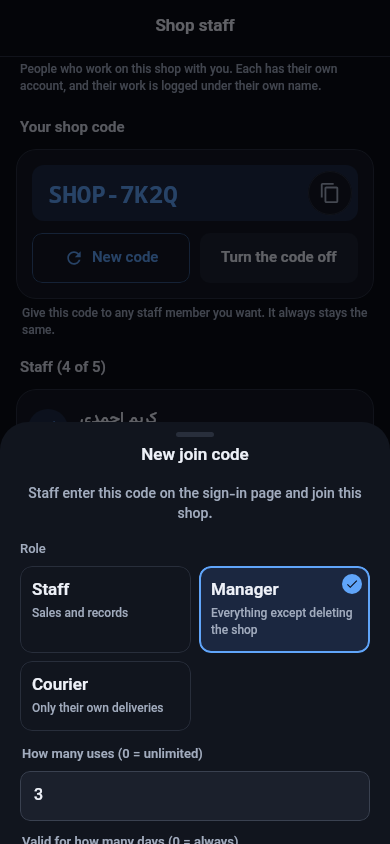 Shop staff
People who work on this shop with you. Each has their own
account, and their work is logged under their own name.
Your shop code
SHOP-7K2Q
New code
Turn the code off
Give this code to any staff member you want. It always stays the
same.
Staff (4 of 5)
کریم احمدی
New join code
Staff enter this code on the sign-in page and join this
shop.
Role
Staff
Sales and records
Manager
Everything except deleting
the shop
Courier
Only their own deliveries
How many uses (0 = unlimited)
3
Valid for how many days (0 = always)